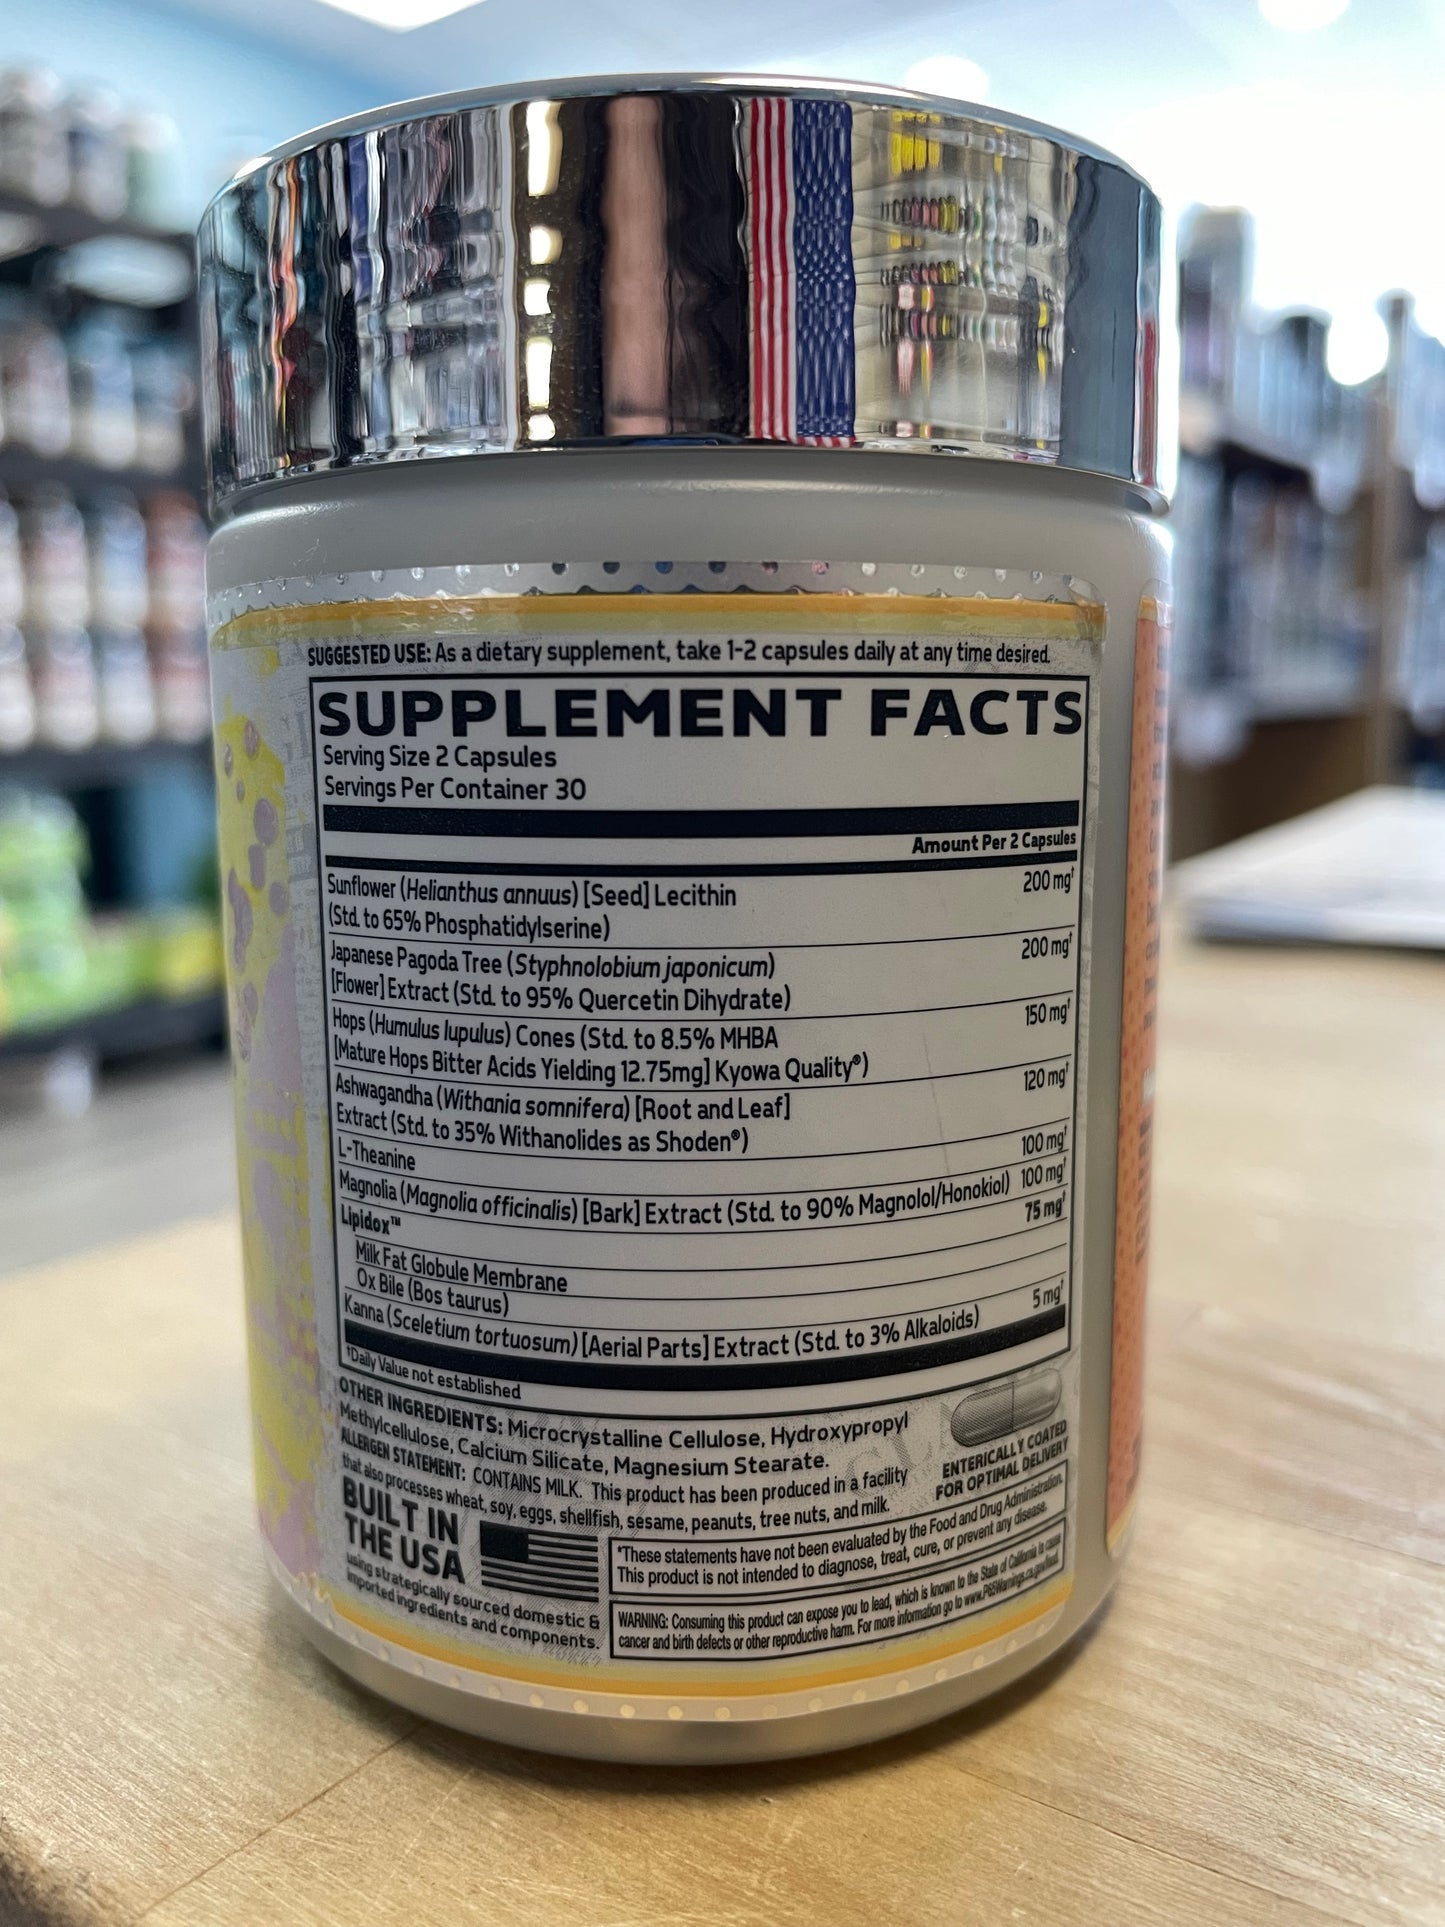 SUGGESTED USE: As a dietary supplement, take 1-2 capsules daily at any time desired.
SUPPLEMENT FACTS
Serving Size 2 Capsules
Servings Per Container 30
Amount Per 2 Capsules
Sunflower (Helianthus annuus) [Seed] Lecithin 200 mg†
(Std. to 65% Phosphatidylserine)
Japanese Pagoda Tree (Styphnolobium japonicum) 200 mg†
[Flower] Extract (Std. to 95% Quercetin Dihydrate)
Hops (Humulus lupulus) Cones (Std. to 8.5% MHBA 150 mg†
[Mature Hops Bitter Acids Yielding 12.75mg] Kyowa Quality®)
Ashwagandha (Withania somnifera) [Root and Leaf] 120 mg†
Extract (Std. to 35% Withanolides as Shoden®)
L-Theanine 100 mg†
Magnolia (Magnolia officinalis) [Bark] Extract (Std. to 90% Magnolol/Honokiol) 100 mg†
Lipidox™ 75 mg†
Milk Fat Globule Membrane
Ox Bile (Bos taurus)
Kanna (Sceletium tortuosum) [Aerial Parts] Extract (Std. to 3% Alkaloids) 5 mg†
†Daily Value not established
OTHER INGREDIENTS: Microcrystalline Cellulose, Hydroxypropyl
Methylcellulose, Calcium Silicate, Magnesium Stearate.
ALLERGEN STATEMENT: CONTAINS MILK. This product has been produced in a facility
that also processes wheat, soy, eggs, shellfish, sesame, peanuts, tree nuts, and milk.
ENTERICALLY COATED
FOR OPTIMAL DELIVERY
BUILT IN
THE USA
using strategically sourced domestic &
imported ingredients and components.
*These statements have not been evaluated by the Food and Drug Administration.
This product is not intended to diagnose, treat, cure, or prevent any disease.
WARNING: Consuming this product can expose you to lead, which is known to the State of California to cause
cancer and birth defects or other reproductive harm. For more information go to www.P65Warnings.ca.gov/food.